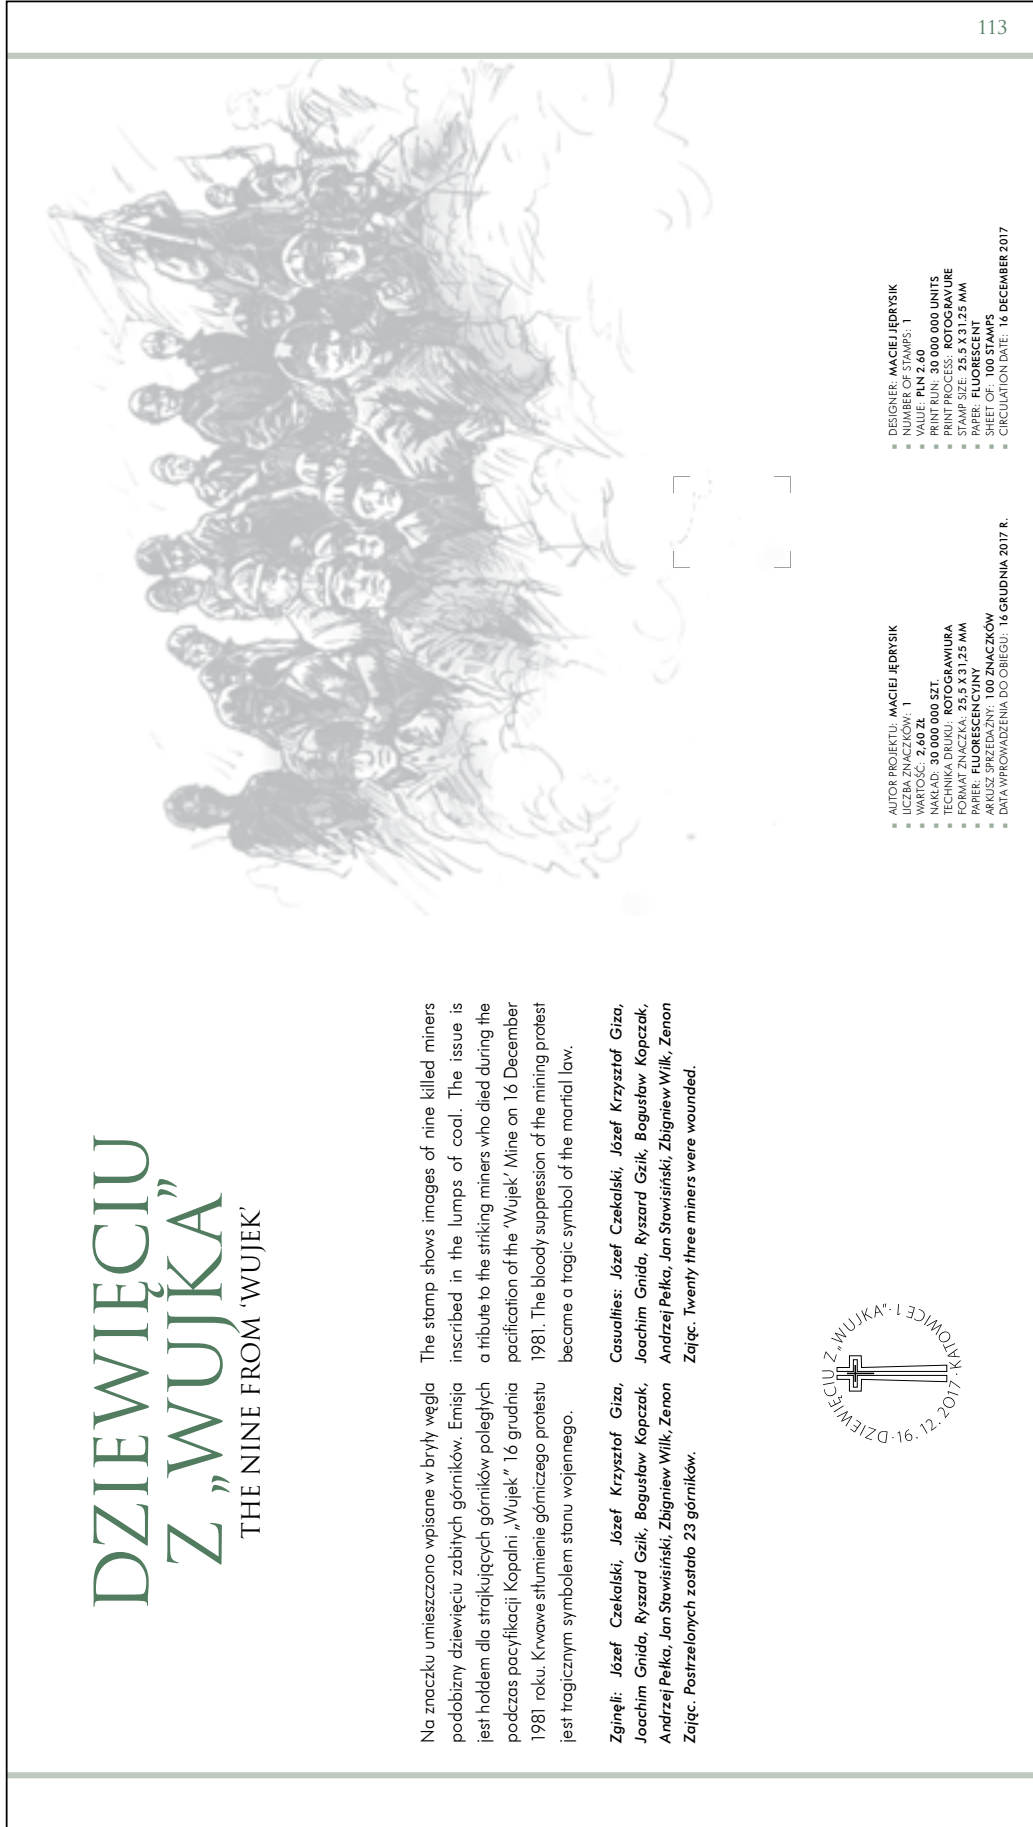 113
DZIEWIĘCIU
Z „WUJKA”
THE NINE FROM ‘WUJEK’
Na znaczku umieszczono wpisane w bryły węgla
podobizny dziewięciu zabitych górników. Emisja
jest hołdem dla strajkujących górników poległych
podczas pacyfikacji Kopalni „Wujek” 16 grudnia
1981 roku. Krwawe stłumienie górniczego protestu
jest tragicznym symbolem stanu wojennego.
Zginęli: Józef Czekalski, Józef Krzysztof Giza,
Joachim Gnida, Ryszard Gzik, Bogusław Kopczak,
Andrzej Pełka, Jan Stawisiński, Zbigniew Wilk, Zenon
Zając. Postrzelonych zostało 23 górników.
The stamp shows images of nine killed miners
inscribed in the lumps of coal. The issue is
a tribute to the striking miners who died during the
pacification of the ‘Wujek’ Mine on 16 December
1981. The bloody suppression of the mining protest
became a tragic symbol of the martial law.
Casualties: Józef Czekalski, Józef Krzysztof Giza,
Joachim Gnida, Ryszard Gzik, Bogusław Kopczak,
Andrzej Pełka, Jan Stawisiński, Zbigniew Wilk, Zenon
Zając. Twenty three miners were wounded.
DZIEWIĘCIU Z „WUJKA”·16.12.2017·KATOWICE 1·
AUTOR PROJEKTU: MACIEJ JĘDRYSIK
LICZBA ZNACZKÓW: 1
WARTOŚĆ: 2,60 ZŁ
NAKŁAD: 30 000 000 SZT.
TECHNIKA DRUKU: ROTOGRAWIURA
FORMAT ZNACZKA: 25,5 X 31,25 MM
PAPIER: FLUORESCENCYJNY
ARKUSZ SPRZEDAŻNY: 100 ZNACZKÓW
DATA WPROWADZENIA DO OBIEGU: 16 GRUDNIA 2017 R.
DESIGNER: MACIEJ JĘDRYSIK
NUMBER OF STAMPS: 1
VALUE: PLN 2.60
PRINT RUN: 30 000 000 UNITS
PRINT PROCESS: ROTOGRAVURE
STAMP SIZE: 25.5 X 31.25 MM
PAPER: FLUORESCENT
SHEET OF: 100 STAMPS
CIRCULATION DATE: 16 DECEMBER 2017